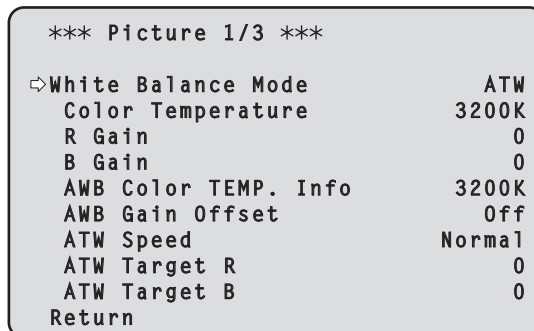 *** Picture 1/3 ***
⇨White Balance Mode ATW
Color Temperature 3200K
R Gain 0
B Gain 0
AWB Color TEMP. Info 3200K
AWB Gain Offset Off
ATW Speed Normal
ATW Target R 0
ATW Target B 0
Return